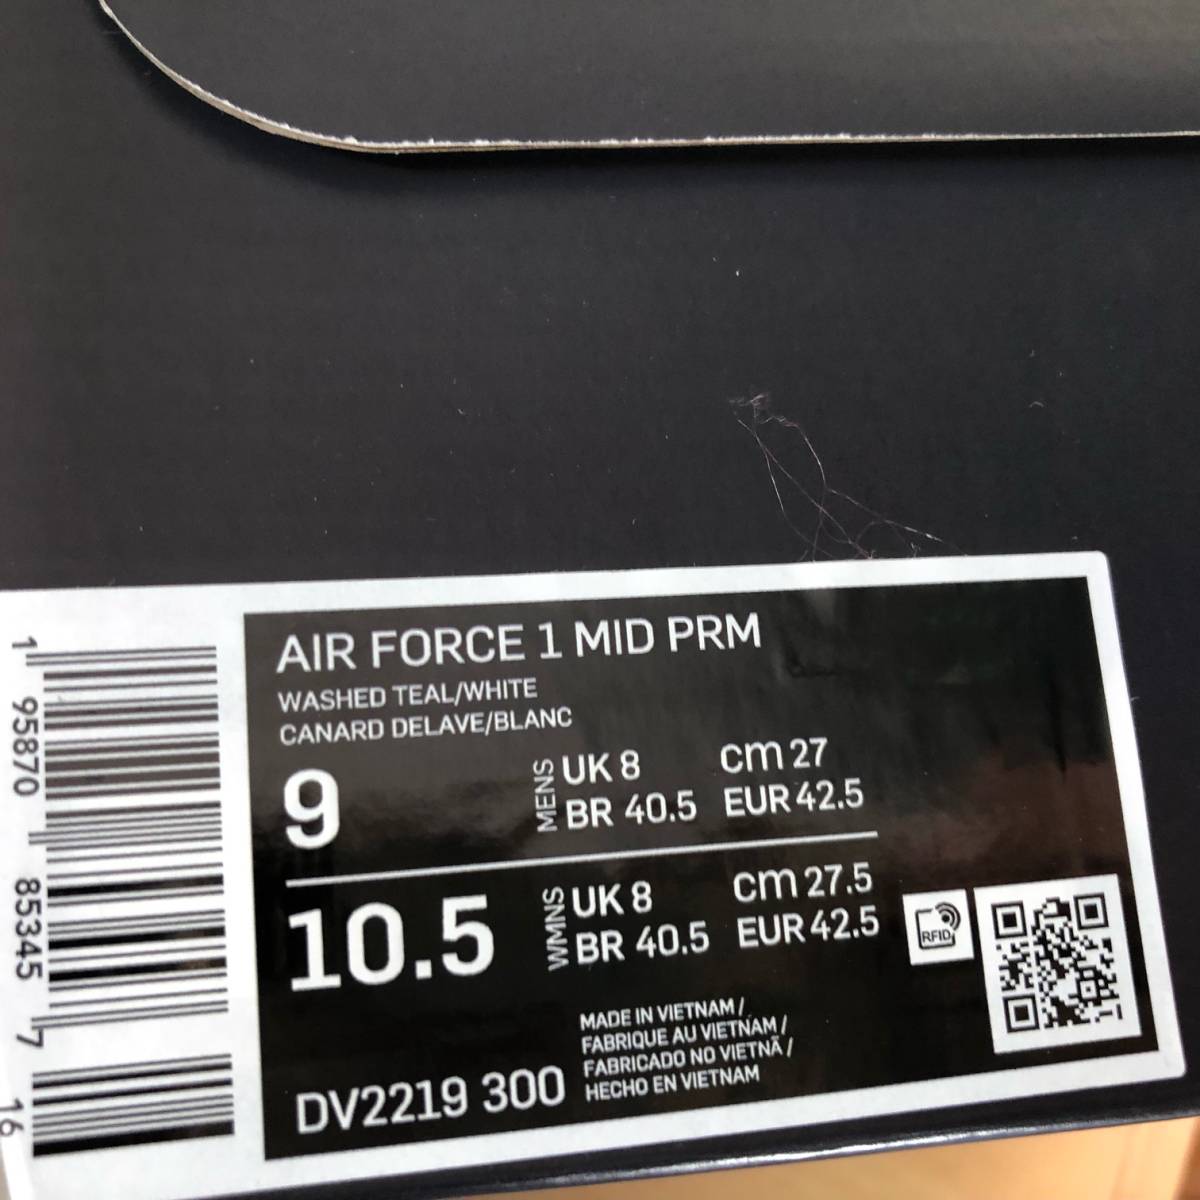 AIR FORCE 1 MID PRM
WASHED TEAL/WHITE
CANARD DELAVE/BLANC
9
MENS
UK 8
cm 27
BR 40.5
EUR 42.5
10.5
WMNS
UK 8
cm 27.5
BR 40.5
EUR 42.5
RFID
MADE IN VIETNAM /
FABRIQUE AU VIETNAM /
FABRICADO NO VIETNÃ /
HECHO EN VIETNAM
DV2219 300
1 95870 85345 7 16